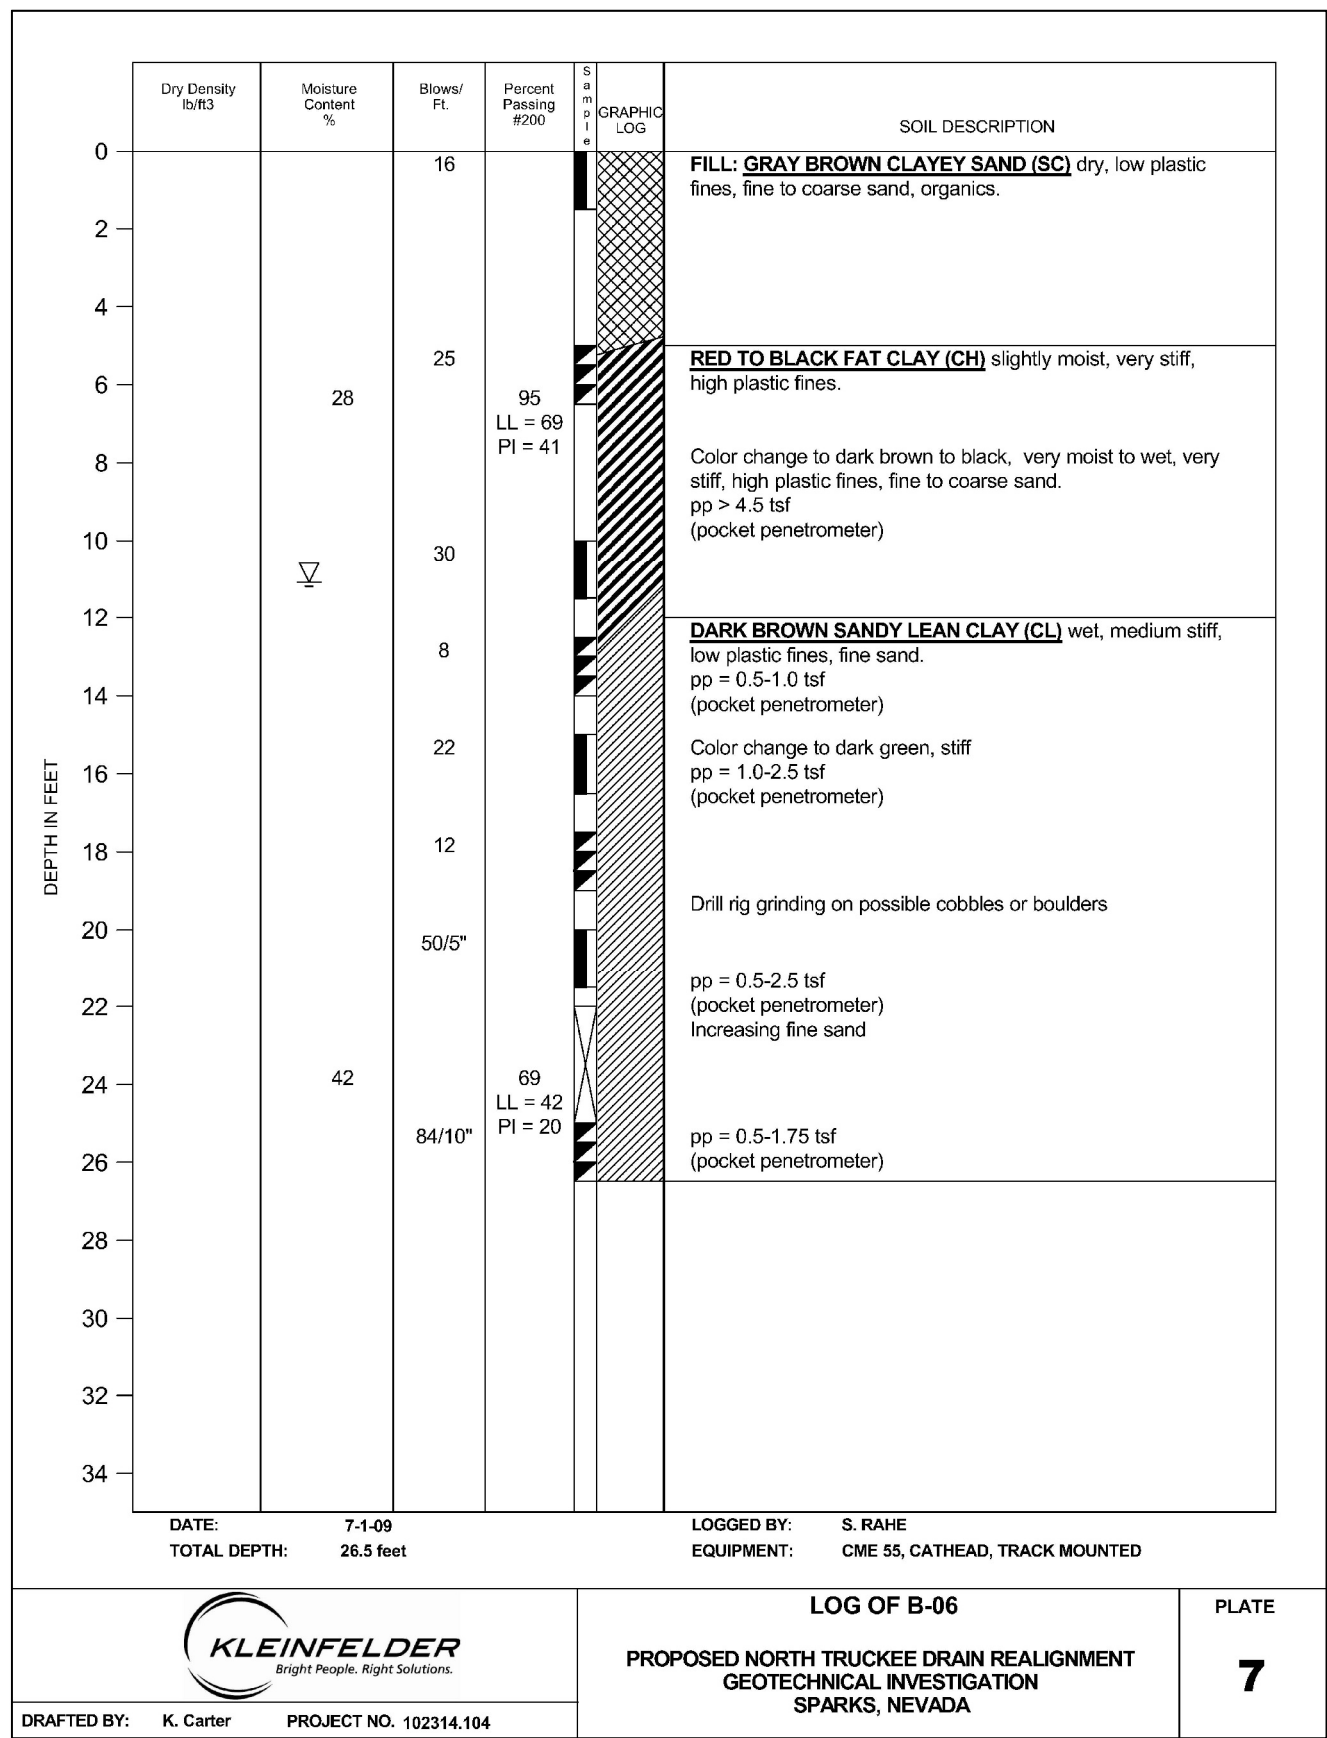 Dry Density
lb/ft3
Moisture
Content
%
Blows/
Ft.
Percent
Passing
#200
Sample
GRAPHIC
LOG
SOIL DESCRIPTION
DEPTH IN FEET
0
2
4
6
8
10
12
14
16
18
20
22
24
26
28
30
32
34
28
42
16
25
30
8
22
12
50/5"
84/10"
95
LL = 69
PI = 41
69
LL = 42
PI = 20
FILL: GRAY BROWN CLAYEY SAND (SC) dry, low plastic
fines, fine to coarse sand, organics.
RED TO BLACK FAT CLAY (CH) slightly moist, very stiff,
high plastic fines.
Color change to dark brown to black, very moist to wet, very
stiff, high plastic fines, fine to coarse sand.
pp > 4.5 tsf
(pocket penetrometer)
DARK BROWN SANDY LEAN CLAY (CL) wet, medium stiff,
low plastic fines, fine sand.
pp = 0.5-1.0 tsf
(pocket penetrometer)
Color change to dark green, stiff
pp = 1.0-2.5 tsf
(pocket penetrometer)
Drill rig grinding on possible cobbles or boulders
pp = 0.5-2.5 tsf
(pocket penetrometer)
Increasing fine sand
pp = 0.5-1.75 tsf
(pocket penetrometer)
DATE: 7-1-09
TOTAL DEPTH: 26.5 feet
LOGGED BY: S. RAHE
EQUIPMENT: CME 55, CATHEAD, TRACK MOUNTED
KLEINFELDER
Bright People. Right Solutions.
DRAFTED BY: K. Carter PROJECT NO. 102314.104
LOG OF B-06
PROPOSED NORTH TRUCKEE DRAIN REALIGNMENT
GEOTECHNICAL INVESTIGATION
SPARKS, NEVADA
PLATE
7